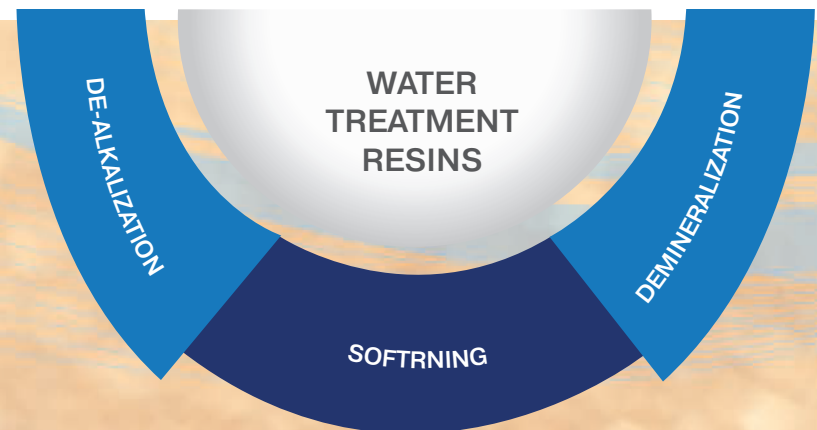 WATER
TREATMENT
RESINS
DE-ALKALIZATION
SOFTRNING
DEMINERALIZATION